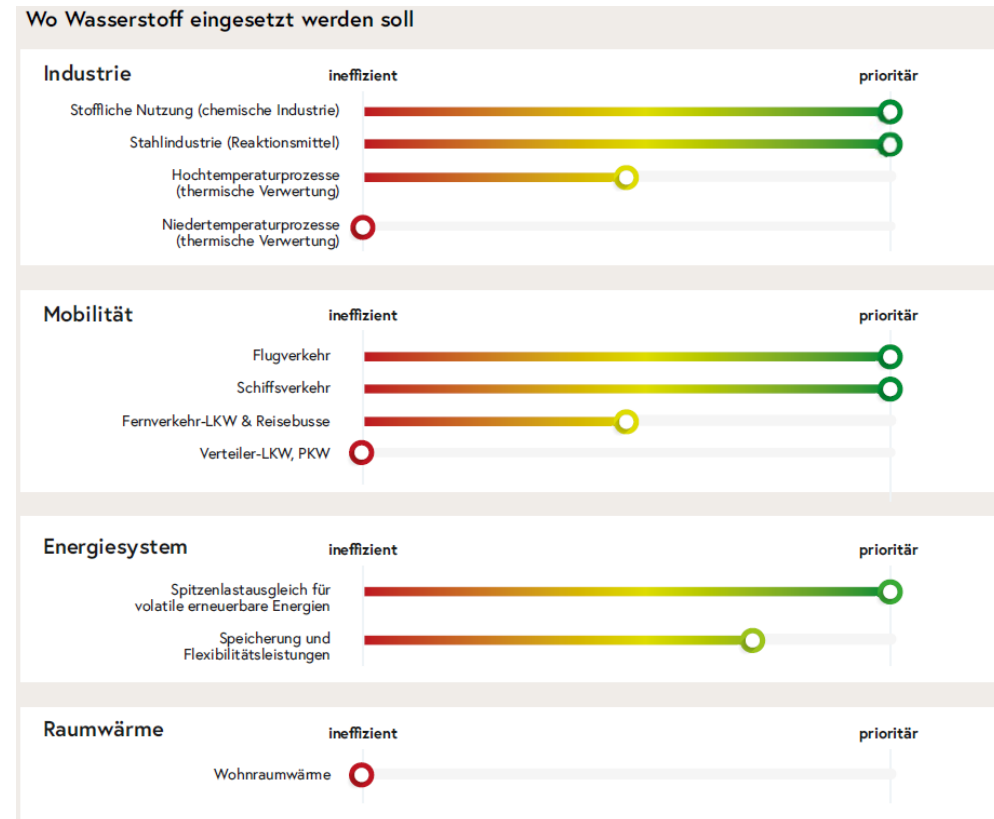 Wo Wasserstoff eingesetzt werden soll
Industrie
ineffizient
prioritär
Stoffliche Nutzung (chemische Industrie)
Stahlindustrie (Reaktionsmittel)
Hochtemperaturprozesse
(thermische Verwertung)
Niedertemperaturprozesse
(thermische Verwertung)
Mobilität
ineffizient
prioritär
Flugverkehr
Schiffsverkehr
Fernverkehr-LKW & Reisebusse
Verteiler-LKW, PKW
Energiesystem
ineffizient
prioritär
Spitzenlastausgleich für
volatile erneuerbare Energien
Speicherung und
Flexibilitätsleistungen
Raumwärme
ineffizient
prioritär
Wohnraumwärme